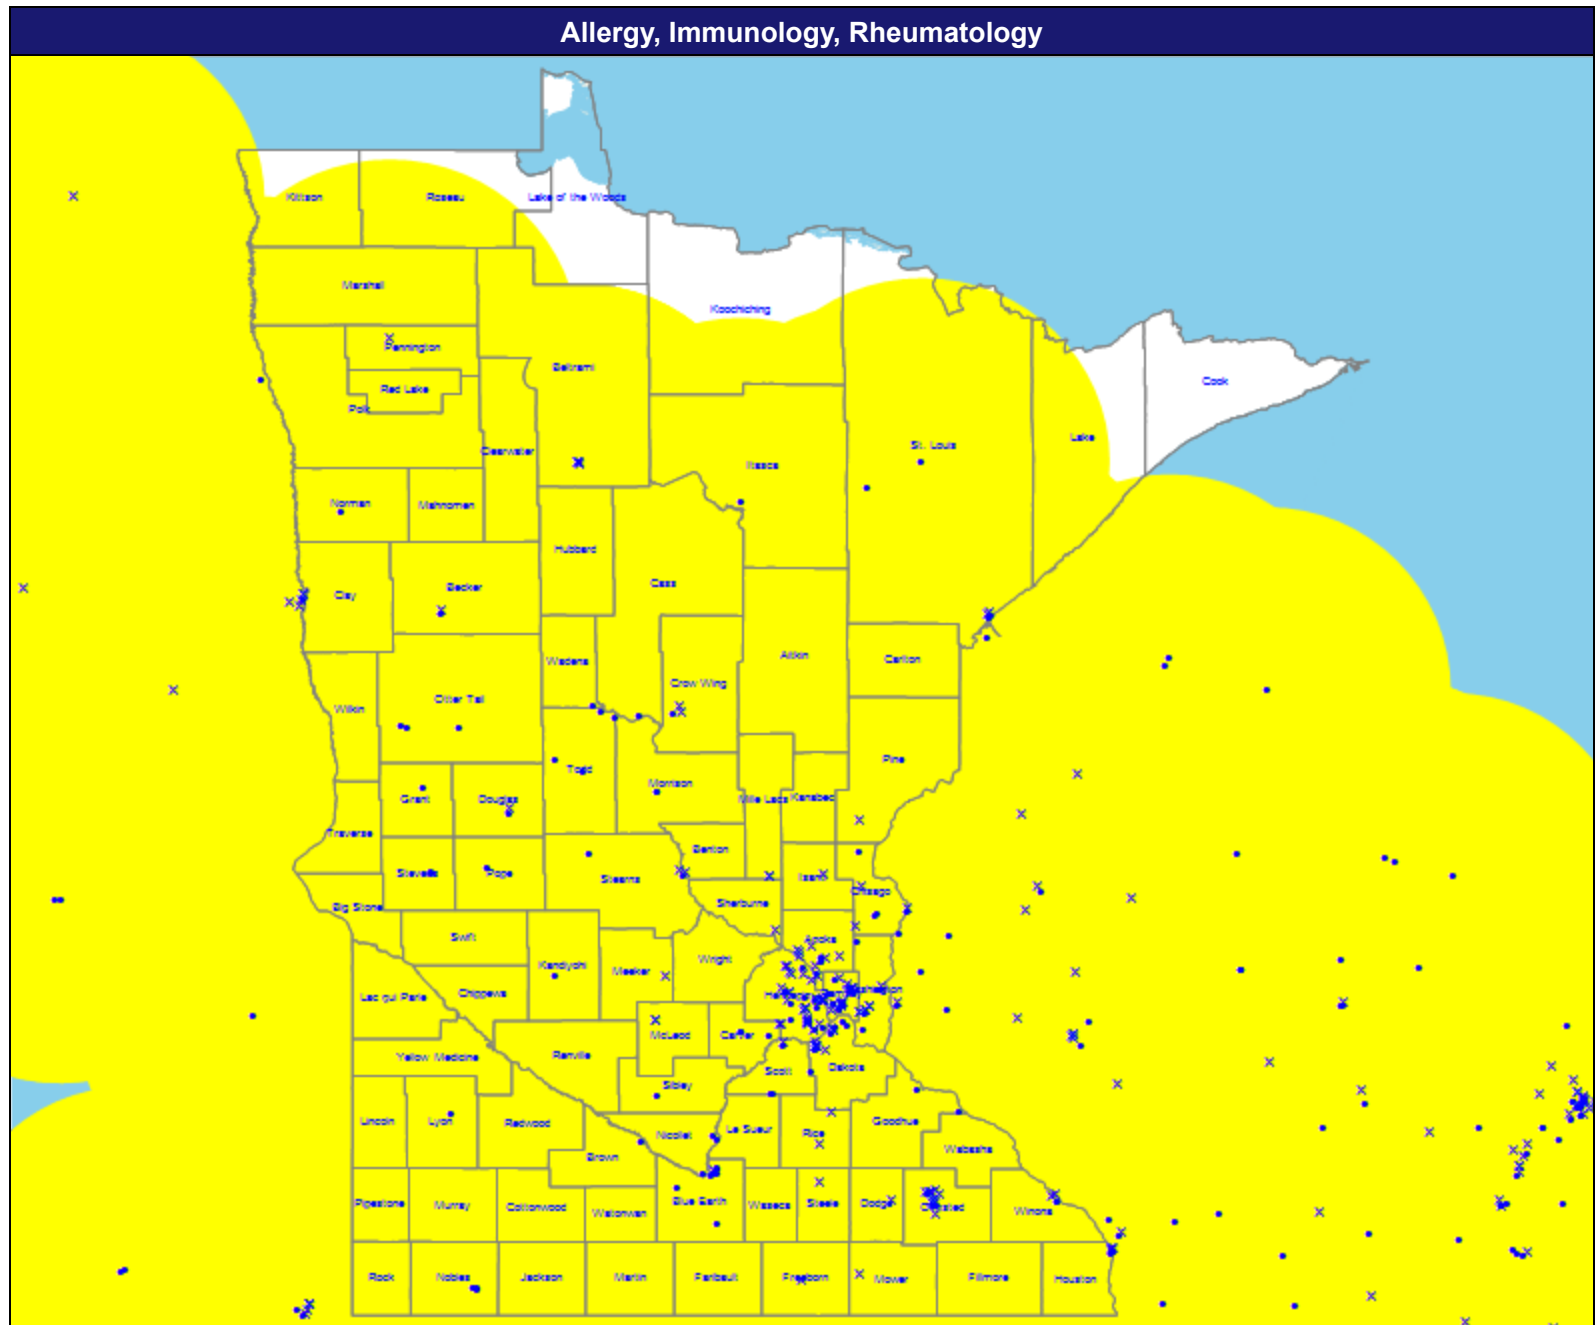 Allergy, Immunology, Rheumatology
Kittson
Roseau
Lake of the Woods
Marshall
Koochiching
Pennington
Beltrami
Red Lake
Polk
Cook
Clearwater
St. Louis
Lake
Itasca
Norman
Mahnomen
Hubbard
Cass
Becker
Clay
Wadena
Aitkin
Carlton
Crow Wing
Otter Tail
Wilkin
Pine
Todd
Morrison
Grant
Douglas
Mille Lacs
Kanabec
Traverse
Benton
Stevens
Pope
Stearns
Isanti
Chisago
Sherburne
Big Stone
Swift
Anoka
Wright
Kandiyohi
Meeker
Chippewa
Lac qui Parle
McLeod
Carver
Renville
Yellow Medicine
Scott
Dakota
Sibley
Lincoln
Lyon
Redwood
Le Sueur
Goodhue
Rice
Nicollet
Wabasha
Brown
Pipestone
Murray
Cottonwood
Watonwan
Blue Earth
Waseca
Steele
Dodge
Olmsted
Winona
Rock
Nobles
Jackson
Martin
Faribault
Freeborn
Mower
Fillmore
Houston